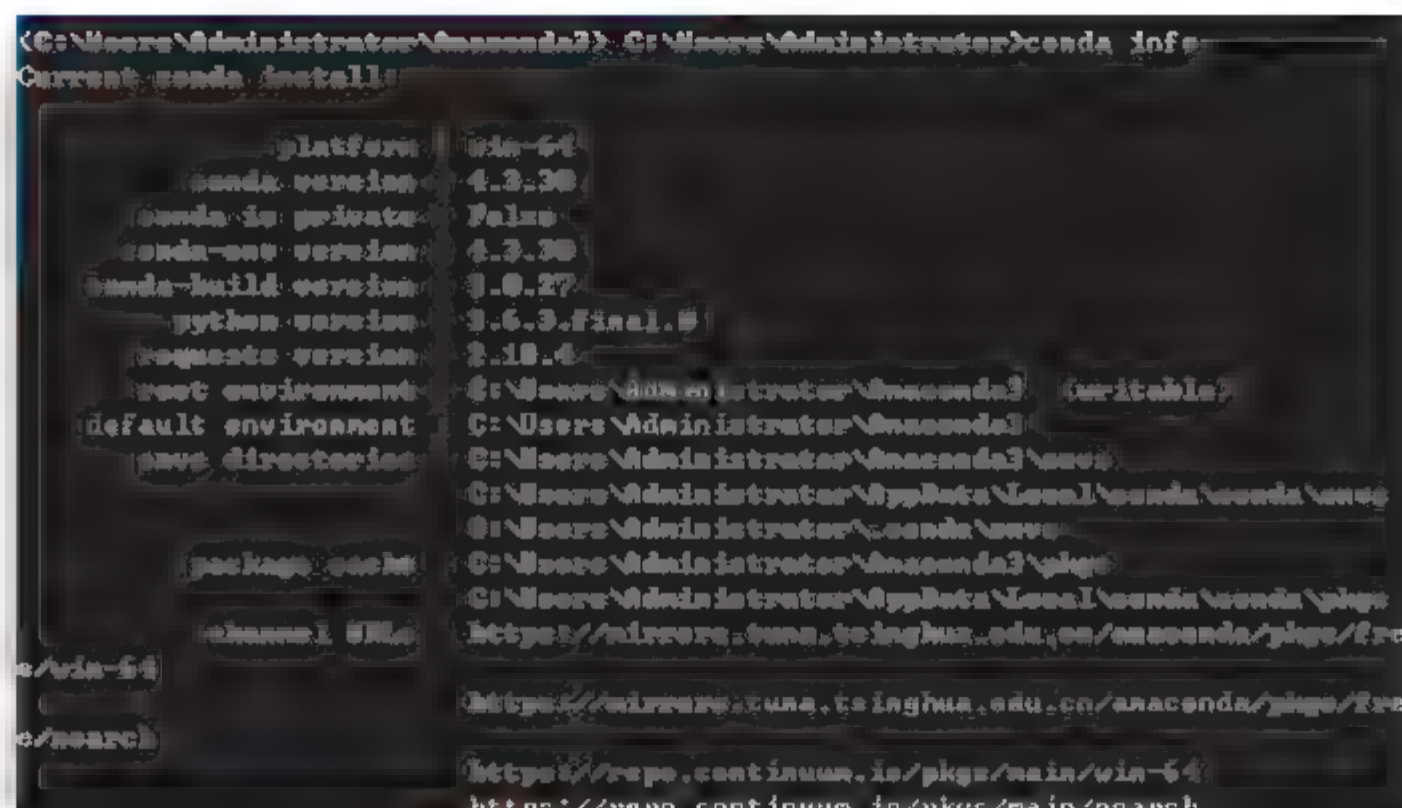 (C:\Users\Administrator\Anaconda3) C:\Users\Administrator>conda info
Current conda install:
platform : win-64
conda version : 4.3.30
conda is private : False
conda-env version : 4.3.30
conda-build version : 3.0.27
python version : 3.6.3.final.0
requests version : 2.18.4
root environment : C:\Users\Administrator\Anaconda3 (writable)
default environment : C:\Users\Administrator\Anaconda3
envs directories : C:\Users\Administrator\Anaconda3\envs
C:\Users\Administrator\AppData\Local\conda\conda\envs
C:\Users\Administrator\.conda\envs
package cache : C:\Users\Administrator\Anaconda3\pkgs
C:\Users\Administrator\AppData\Local\conda\conda\pkgs
channel URLs : https://mirrors.tuna.tsinghua.edu.cn/anaconda/pkgs/fre
e/win-64
https://mirrors.tuna.tsinghua.edu.cn/anaconda/pkgs/fre
e/noarch
https://repo.continuum.io/pkgs/main/win-64
https://repo.continuum.io/pkgs/main/noarch